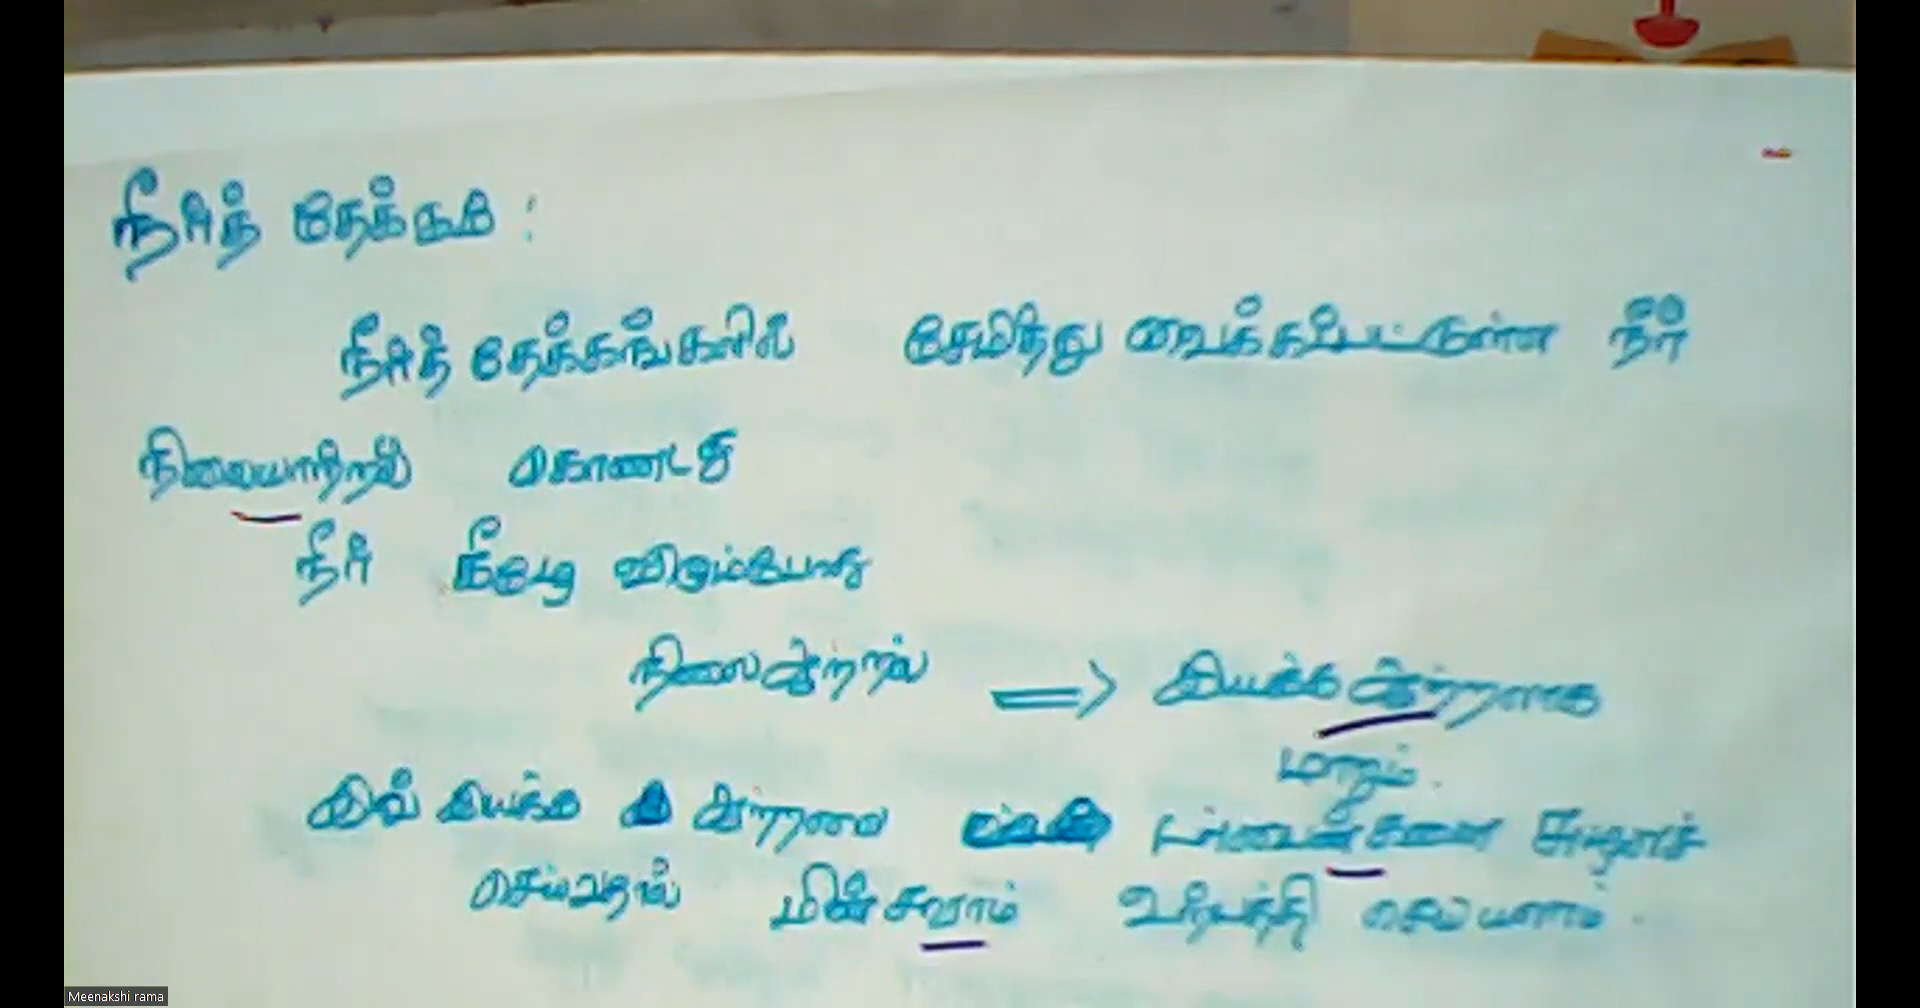 நீர்த் தேக்கம் :
நீர்த் தேக்கங்களில் சேமித்து வைக்கப்பட்டுள்ள நீர்
நிலையாற்றல் கொண்டது
நீர் கீழே விழும்போது
நிலை ஆற்றல் => இயக்க ஆற்றலாக
மாறும்.
இவ் இயக்க ஆற்றலை டர்பைன்களை சுழலச்
செய்வதால் மின்சாரம் உற்பத்தி செய்யலாம்.
Meenakshi rama